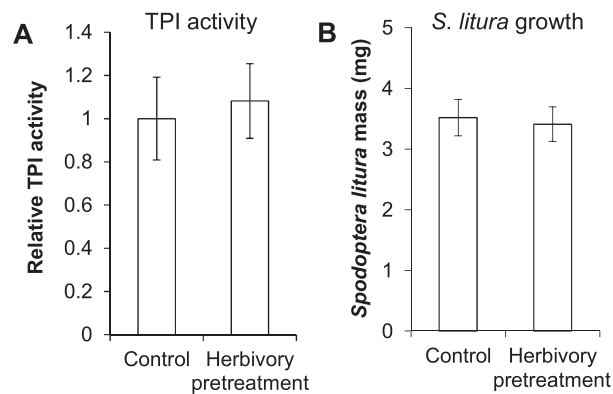 A
TPI activity
Relative TPI activity
1.4
1.2
1
0.8
0.6
0.4
0.2
0
Control
Herbivory
pretreatment
B
S. litura growth
Spodoptera litura mass (mg)
5
4
3
2
1
0
Control
Herbivory
pretreatment